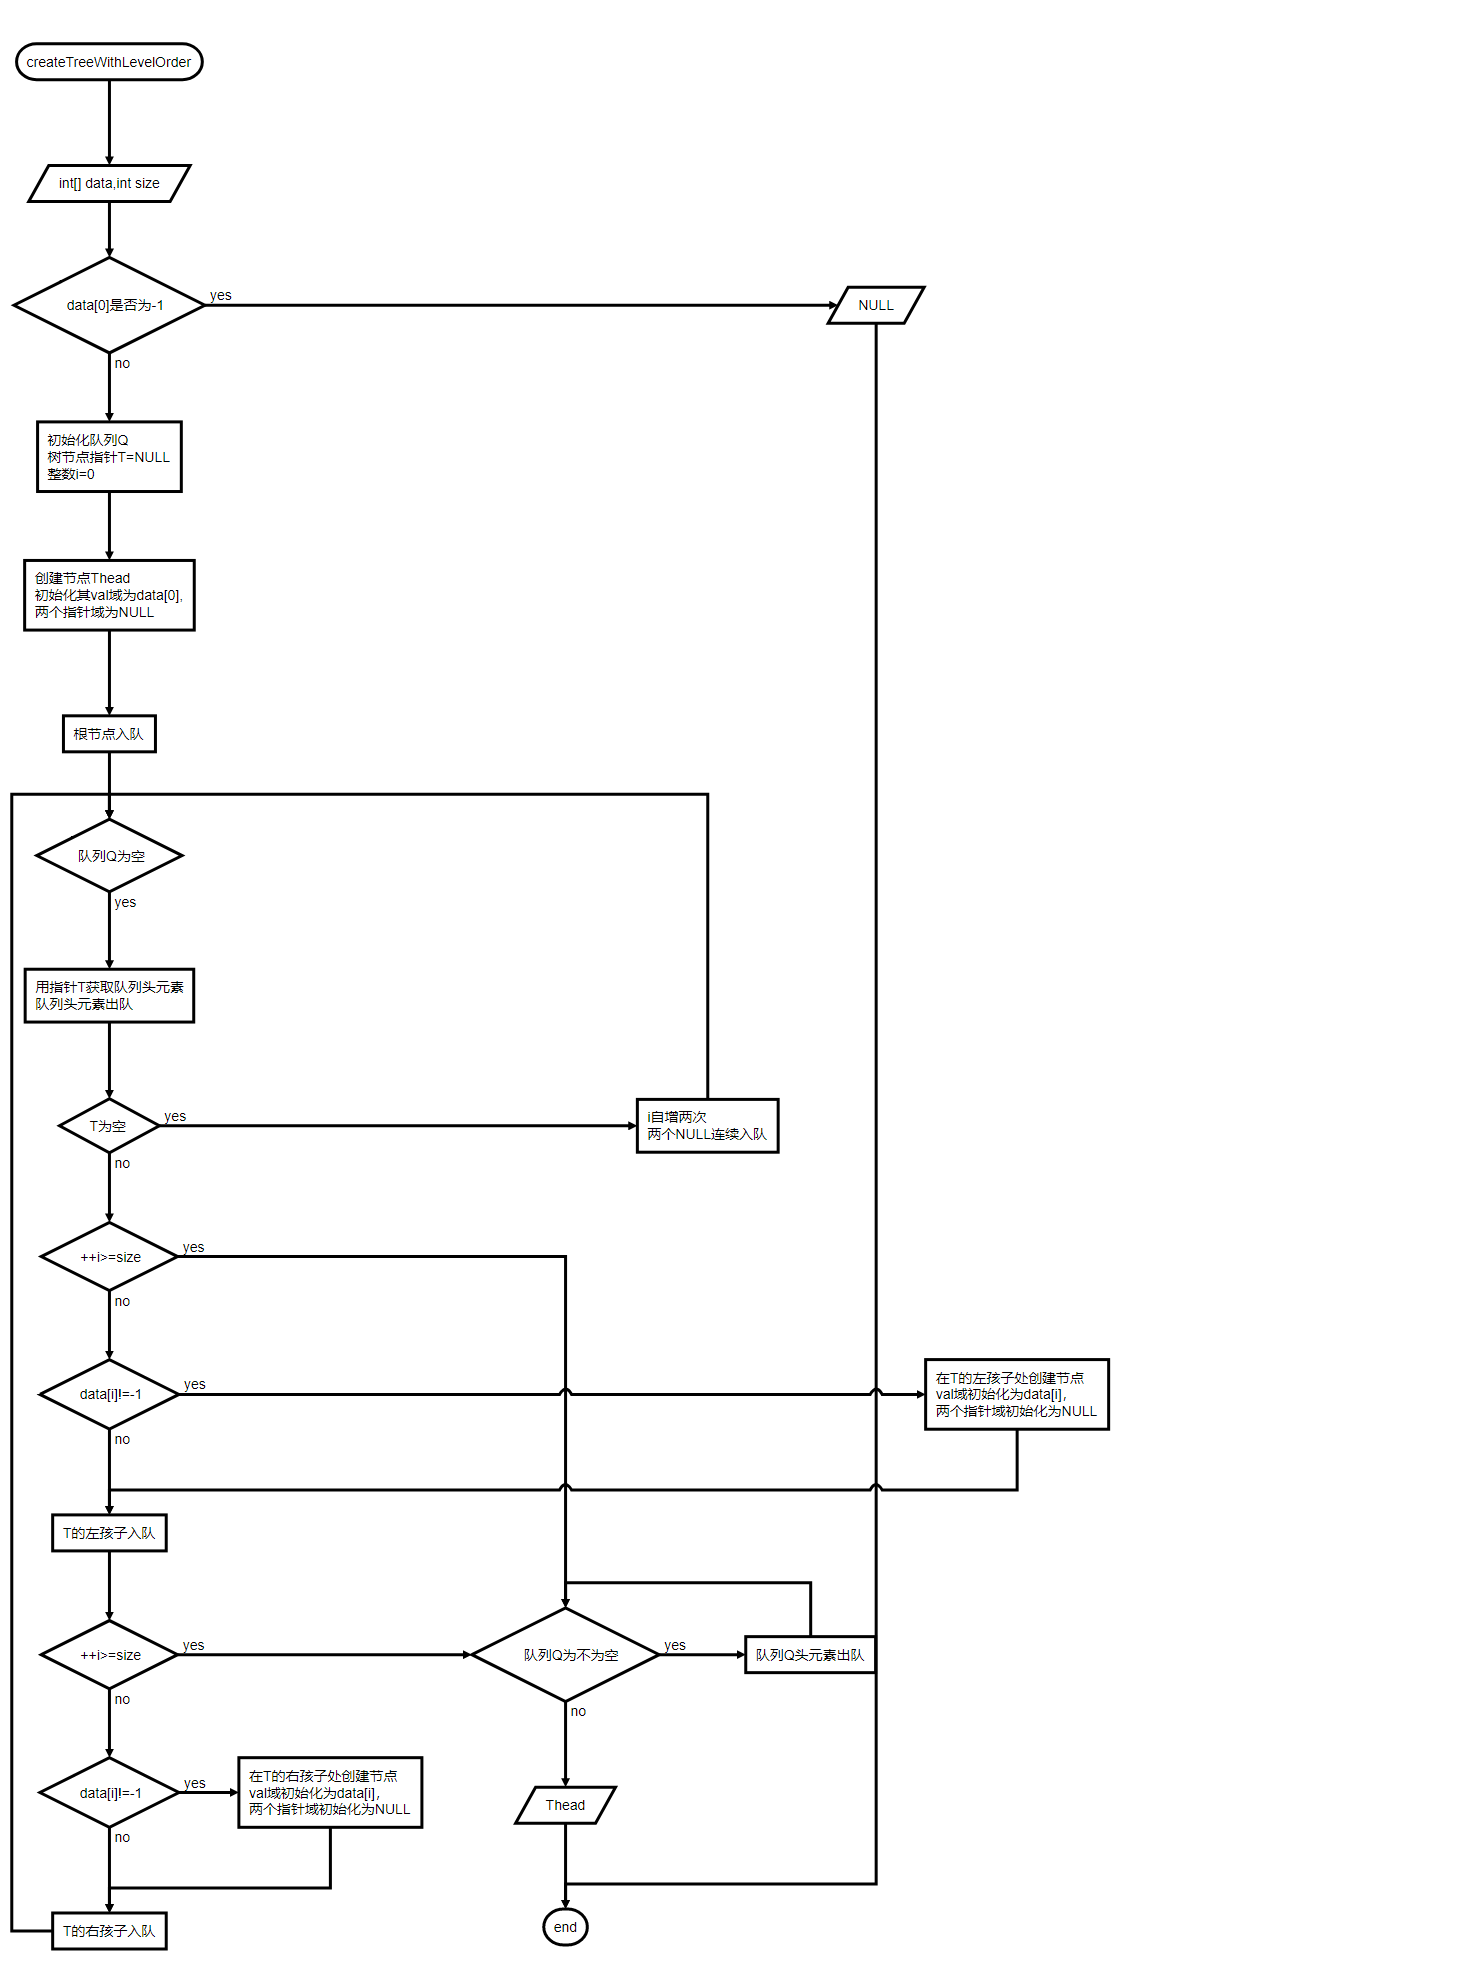 createTreeWithLevelOrder
int[] data,int size
data[0]是否为-1
yes
NULL
no
初始化队列Q
树节点指针T=NULL
整数i=0
创建节点Thead
初始化其val域为data[0],
两个指针域为NULL
根节点入队
队列Q为空
yes
用指针T获取队列头元素
队列头元素出队
T为空
yes
i自增两次
两个NULL连续入队
no
++i>=size
yes
no
data[i]!=-1
yes
在T的左孩子处创建节点
val域初始化为data[i],
两个指针域初始化为NULL
no
T的左孩子入队
++i>=size
yes
队列Q为不为空
yes
队列Q头元素出队
no
no
data[i]!=-1
yes
在T的右孩子处创建节点
val域初始化为data[i],
两个指针域初始化为NULL
Thead
no
T的右孩子入队
end